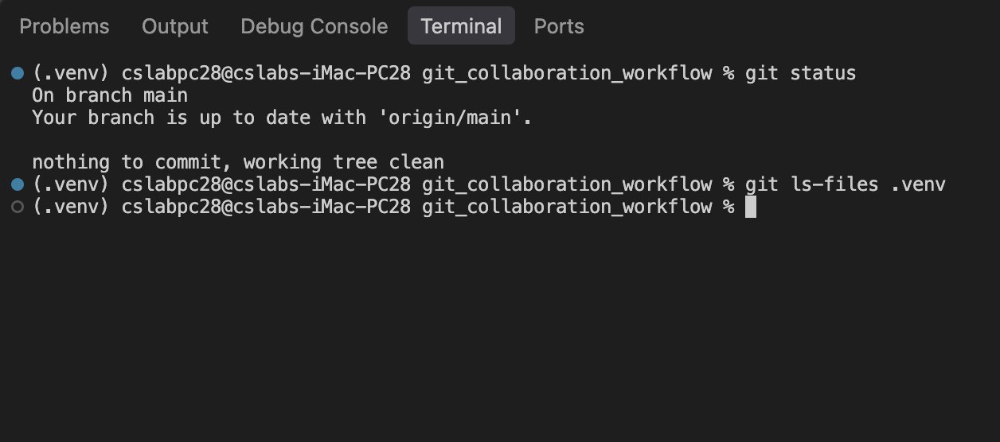 Problems Output Debug Console Terminal Ports
(.venv) cslabpc28@cslabs-iMac-PC28 git_collaboration_workflow % git status
On branch main
Your branch is up to date with 'origin/main'.
nothing to commit, working tree clean
(.venv) cslabpc28@cslabs-iMac-PC28 git_collaboration_workflow % git ls-files .venv
(.venv) cslabpc28@cslabs-iMac-PC28 git_collaboration_workflow %